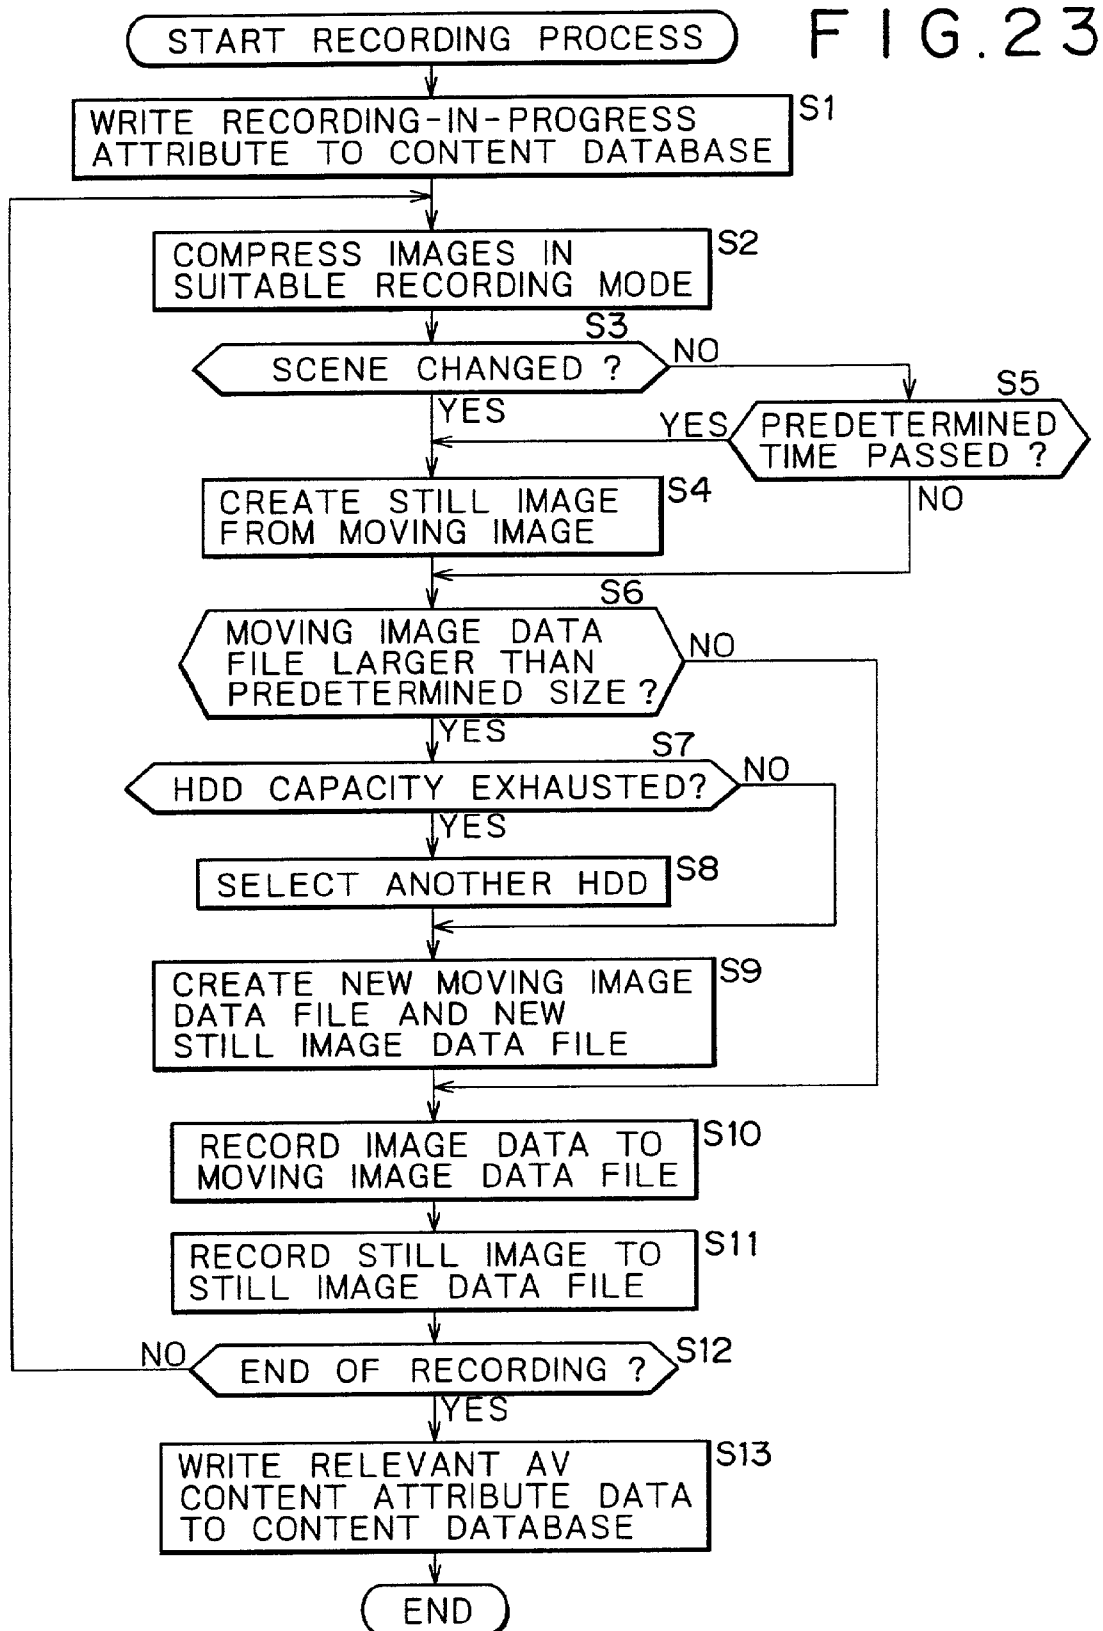 FIG.23
START RECORDING PROCESS
S1
WRITE RECORDING-IN-PROGRESS
ATTRIBUTE TO CONTENT DATABASE
S2
COMPRESS IMAGES IN
SUITABLE RECORDING MODE
S3
SCENE CHANGED ?
NO
YES
S5
PREDETERMINED
TIME PASSED ?
YES
NO
S4
CREATE STILL IMAGE
FROM MOVING IMAGE
S6
MOVING IMAGE DATA
FILE LARGER THAN
PREDETERMINED SIZE ?
NO
YES
S7
HDD CAPACITY EXHAUSTED?
NO
YES
S8
SELECT ANOTHER HDD
S9
CREATE NEW MOVING IMAGE
DATA FILE AND NEW
STILL IMAGE DATA FILE
S10
RECORD IMAGE DATA TO
MOVING IMAGE DATA FILE
S11
RECORD STILL IMAGE TO
STILL IMAGE DATA FILE
S12
NO
END OF RECORDING ?
YES
S13
WRITE RELEVANT AV
CONTENT ATTRIBUTE DATA
TO CONTENT DATABASE
END